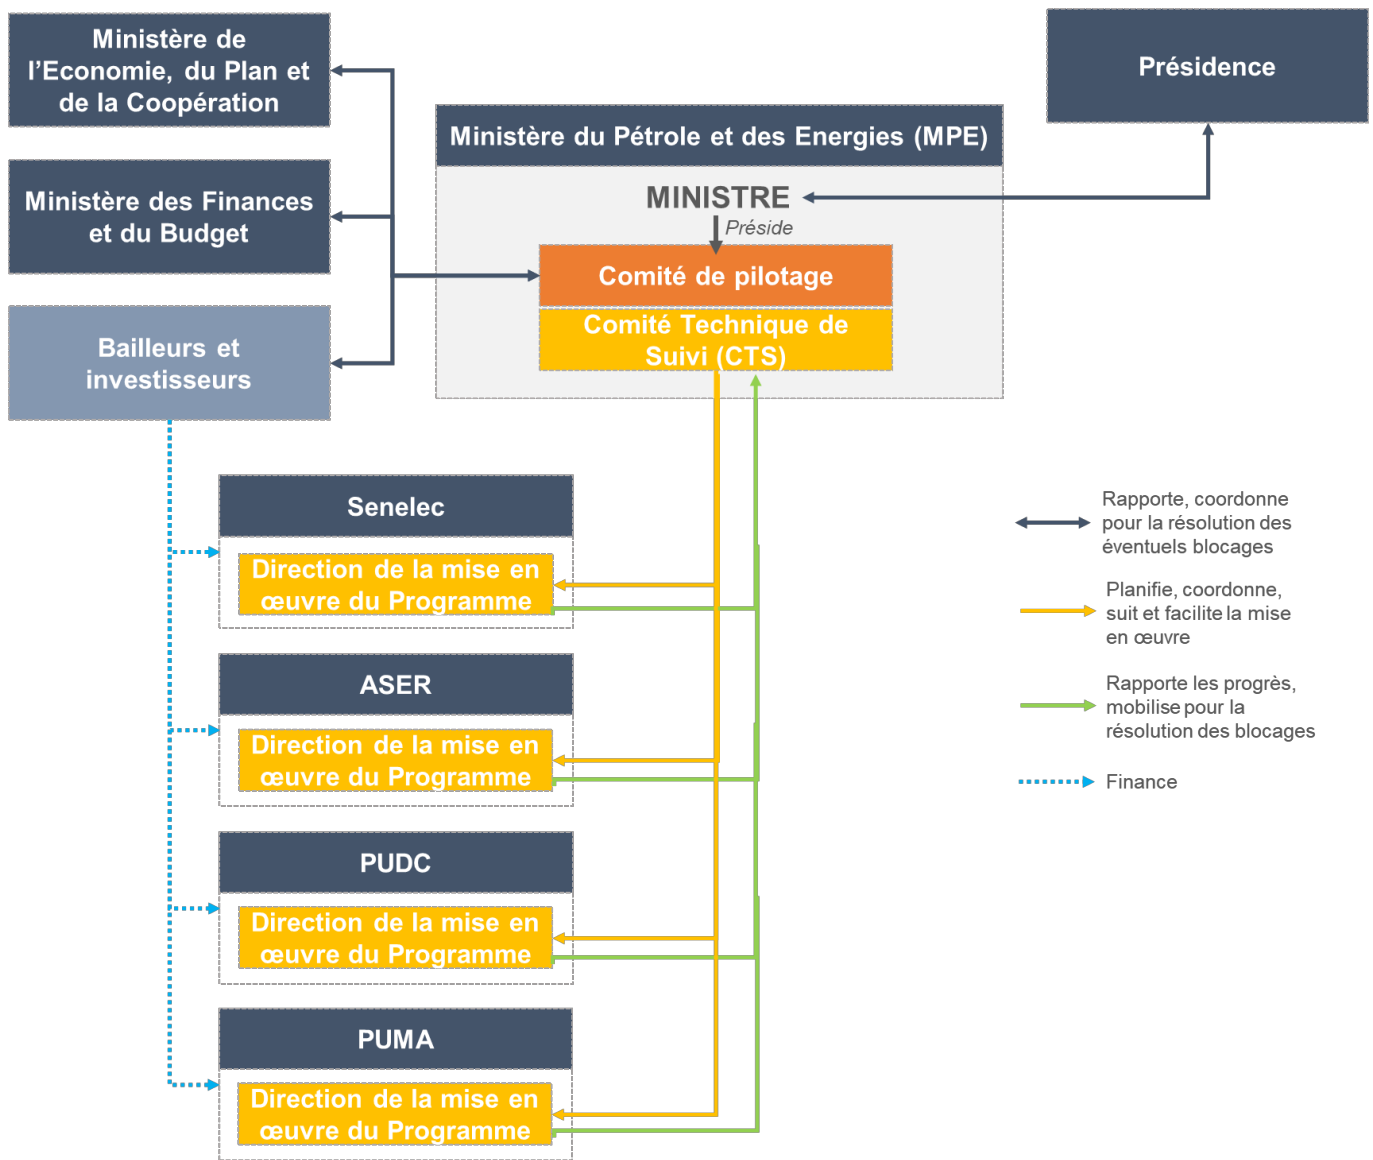 Ministère de
l’Economie, du Plan et
de la Coopération
Présidence
Ministère du Pétrole et des Energies (MPE)
Ministère des Finances
et du Budget
MINISTRE
Préside
Comité de pilotage
Comité Technique de
Suivi (CTS)
Bailleurs et
investisseurs
Senelec
Direction de la mise en
œuvre du Programme
ASER
Direction de la mise en
œuvre du Programme
PUDC
Direction de la mise en
œuvre du Programme
PUMA
Direction de la mise en
œuvre du Programme
Rapporte, coordonne
pour la résolution des
éventuels blocages
Planifie, coordonne,
suit et facilite la mise
en œuvre
Rapporte les progrès,
mobilise pour la
résolution des blocages
Finance